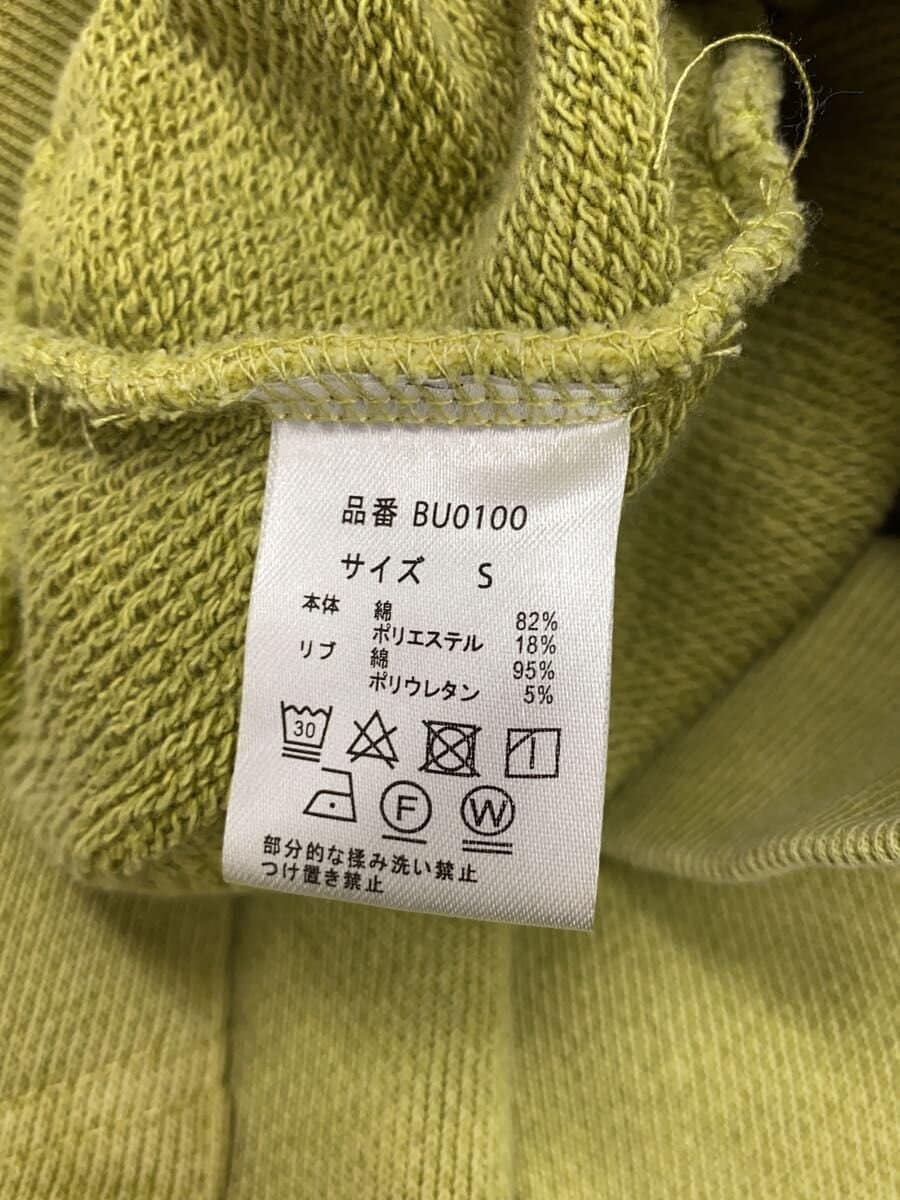 品番 BU0100
サイズ S
本体 綿 82%
ポリエステル 18%
リブ 綿 95%
ポリウレタン 5%
30
F W
部分的な揉み洗い禁止
つけ置き禁止